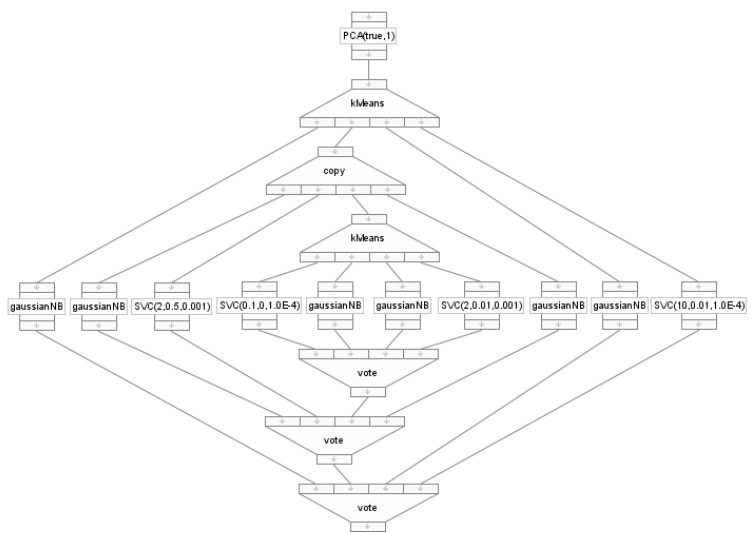 PCA(true,1)
kMeans
copy
kMeans
gaussianNB
gaussianNB
SVC(2,0.5,0.001)
SVC(0.1,0,1.0E-4)
gaussianNB
gaussianNB
SVC(2,0.01,0.001)
gaussianNB
gaussianNB
SVC(10,0.01,1.0E-4)
vote
vote
vote